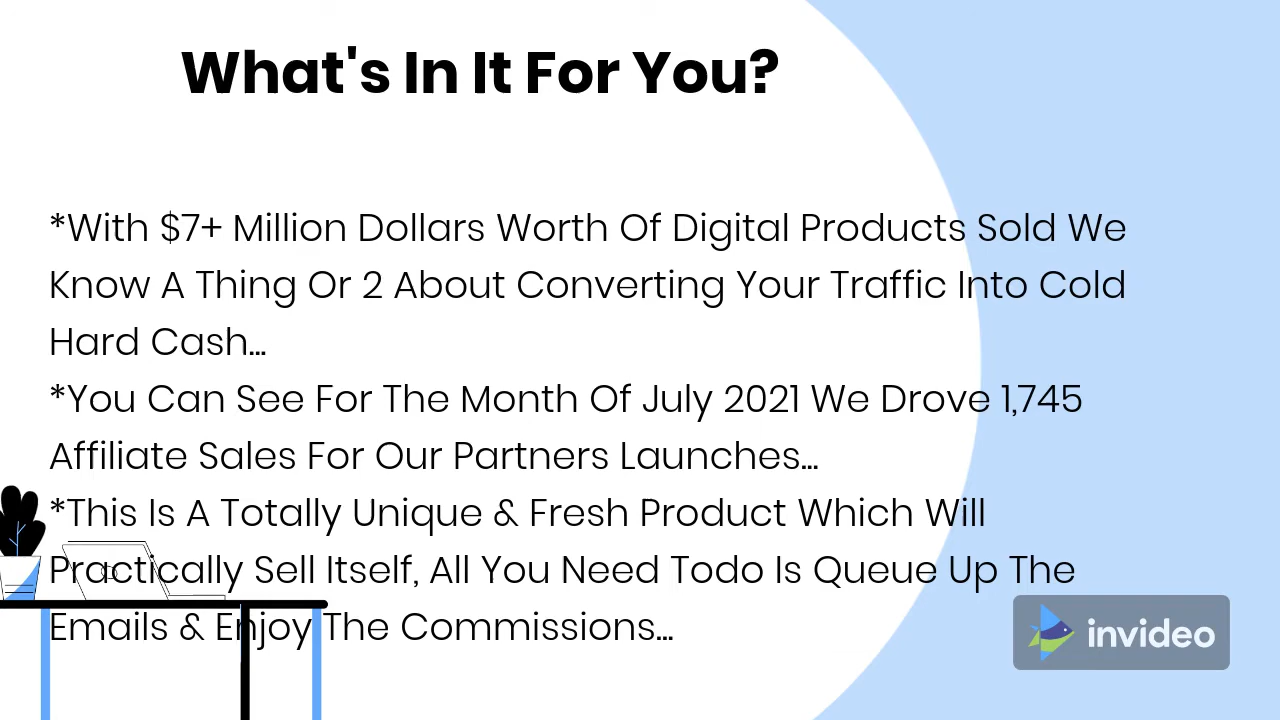 What's In It For You?
*With $7+ Million Dollars Worth Of Digital Products Sold We
Know A Thing Or 2 About Converting Your Traffic Into Cold
Hard Cash...
*You Can See For The Month Of July 2021 We Drove 1,745
Affiliate Sales For Our Partners Launches...
*This Is A Totally Unique & Fresh Product Which Will
Practically Sell Itself, All You Need Todo Is Queue Up The
Emails & Enjoy The Commissions...
invideo